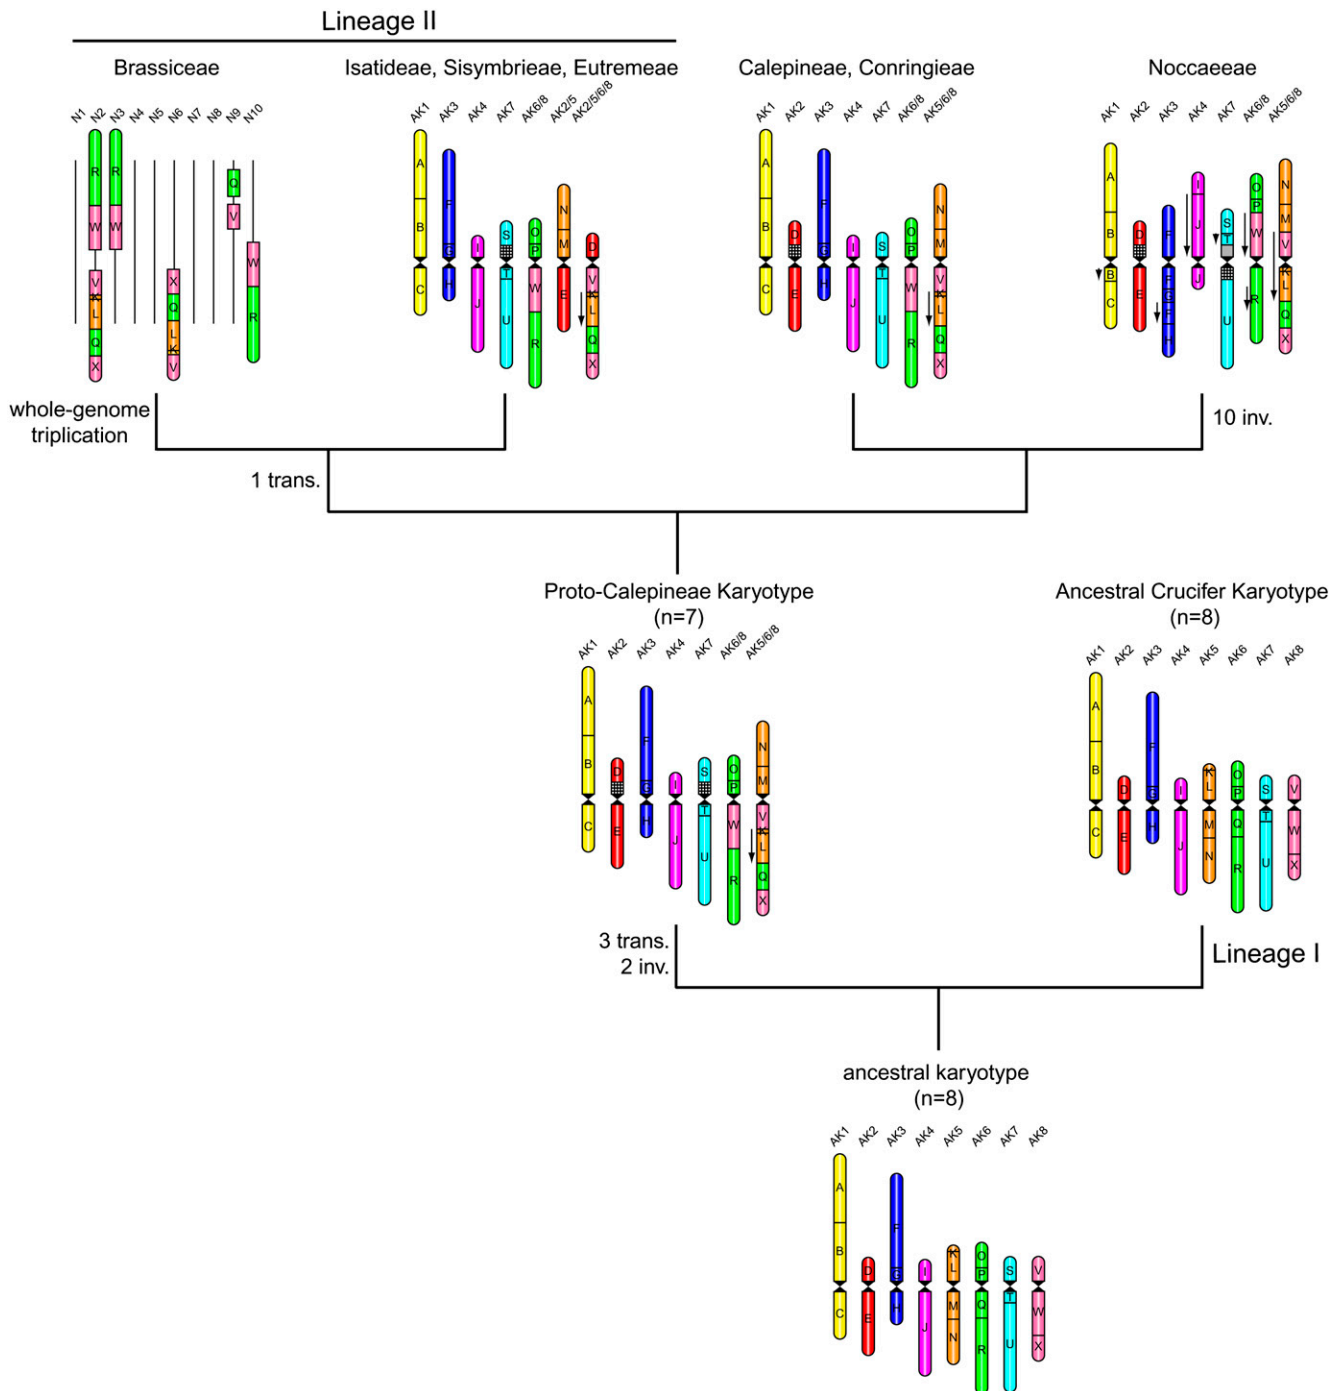 Lineage II
Brassiceae
Isatideae, Sisymbrieae, Eutremeae
Calepineae, Conringieae
Noccaeeae
N1 N2 N3 N4 N5 N6 N7 N8 N9 N10
AK1 AK3 AK4 AK7 AK6/8 AK2/5 AK2/5/6/8
AK1 AK2 AK3 AK4 AK7 AK6/8 AK5/6/8
AK1 AK2 AK3 AK4 AK7 AK6/8 AK5/6/8
R W V K L Q X
R W
X Q L K V
Q V
W R
A B C
F G H
I J
S T U
O P W R
N M E
D V K L Q X
A B C
D E
F G H
I J
S T U
O P W R
N M V K L Q X
A B B C
D E
F F G F H
I J J
S T U
O P W R
N M V K L Q X
whole-genome
triplication
10 inv.
1 trans.
Proto-Calepineae Karyotype
(n=7)
AK1 AK2 AK3 AK4 AK7 AK6/8 AK5/6/8
A B C
D E
F G H
I J
S T U
O P W R
N M V K L Q X
Ancestral Crucifer Karyotype
(n=8)
AK1 AK2 AK3 AK4 AK5 AK6 AK7 AK8
A B C
D E
F G H
I J
K L M N
O P Q R
S T U
V W X
3 trans.
2 inv.
Lineage I
ancestral karyotype
(n=8)
AK1 AK2 AK3 AK4 AK5 AK6 AK7 AK8
A B C
D E
F G H
I J
K L M N
O P Q R
S T U
V W X